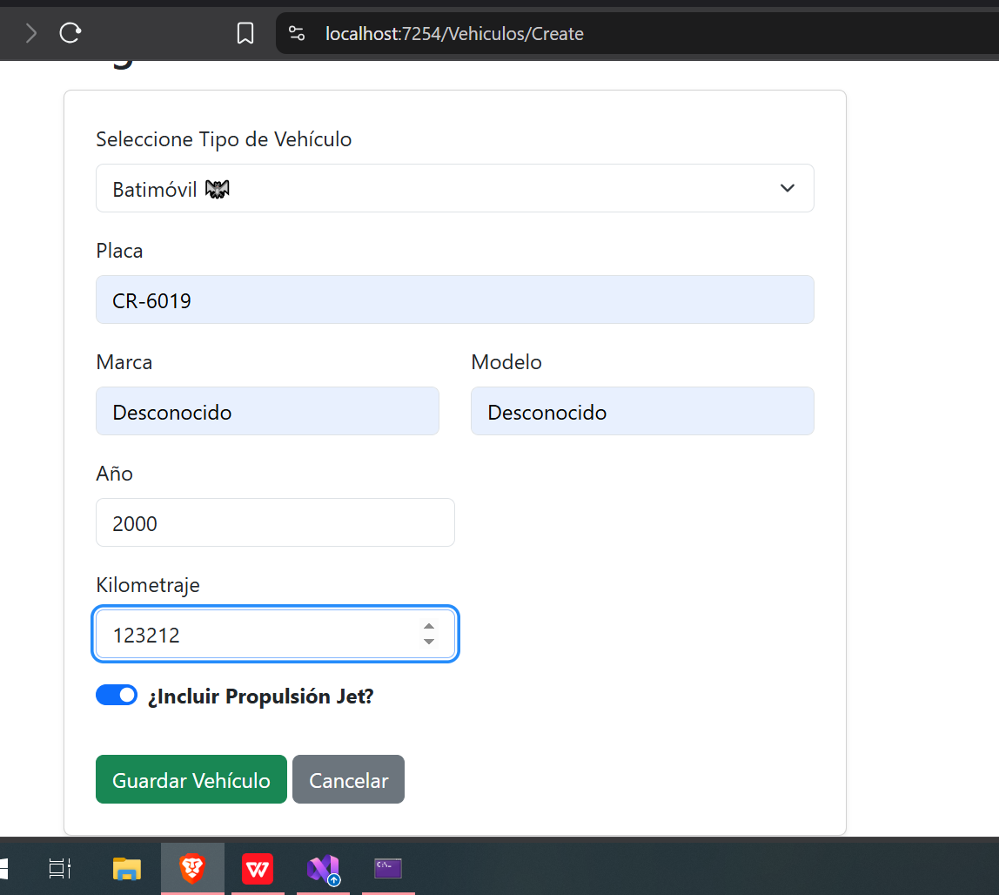 localhost:7254/Vehiculos/Create
Seleccione Tipo de Vehículo
Batimóvil
Placa
CR-6019
Marca Modelo
Desconocido Desconocido
Año
2000
Kilometraje
123212
¿Incluir Propulsión Jet?
Guardar Vehículo Cancelar